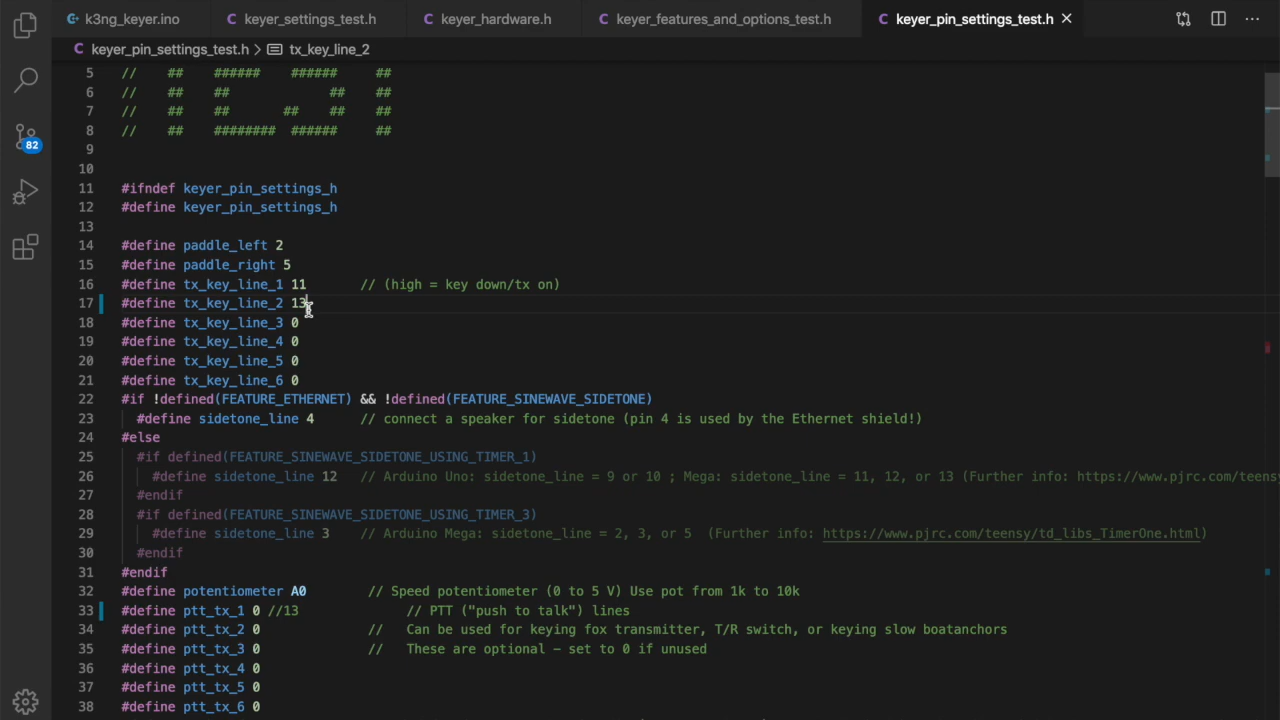 k3ng_keyer.ino keyer_settings_test.h keyer_hardware.h keyer_features_and_options_test.h keyer_pin_settings_test.h
keyer_pin_settings_test.h > tx_key_line_2
5 // ## ###### ###### ##
6 // ## ## ## ##
7 // ## ## ## ## ##
8 // ## ######## ###### ##
9
10
11 #ifndef keyer_pin_settings_h
12 #define keyer_pin_settings_h
13
14 #define paddle_left 2
15 #define paddle_right 5
16 #define tx_key_line_1 11 // (high = key down/tx on)
17 #define tx_key_line_2 13
18 #define tx_key_line_3 0
19 #define tx_key_line_4 0
20 #define tx_key_line_5 0
21 #define tx_key_line_6 0
22 #if !defined(FEATURE_ETHERNET) && !defined(FEATURE_SINEWAVE_SIDETONE)
23 #define sidetone_line 4 // connect a speaker for sidetone (pin 4 is used by the Ethernet shield!)
24 #else
25 #if defined(FEATURE_SINEWAVE_SIDETONE_USING_TIMER_1)
26 #define sidetone_line 12 // Arduino Uno: sidetone_line = 9 or 10 ; Mega: sidetone_line = 11, 12, or 13 (Further info: https://www.pjrc.com/teensy
27 #endif
28 #if defined(FEATURE_SINEWAVE_SIDETONE_USING_TIMER_3)
29 #define sidetone_line 3 // Arduino Mega: sidetone_line = 2, 3, or 5 (Further info: https://www.pjrc.com/teensy/td_libs_TimerOne.html)
30 #endif
31 #endif
32 #define potentiometer A0 // Speed potentiometer (0 to 5 V) Use pot from 1k to 10k
33 #define ptt_tx_1 0 //13 // PTT ("push to talk") lines
34 #define ptt_tx_2 0 // Can be used for keying fox transmitter, T/R switch, or keying slow boatanchors
35 #define ptt_tx_3 0 // These are optional – set to 0 if unused
36 #define ptt_tx_4 0
37 #define ptt_tx_5 0
38 #define ptt_tx_6 0
82